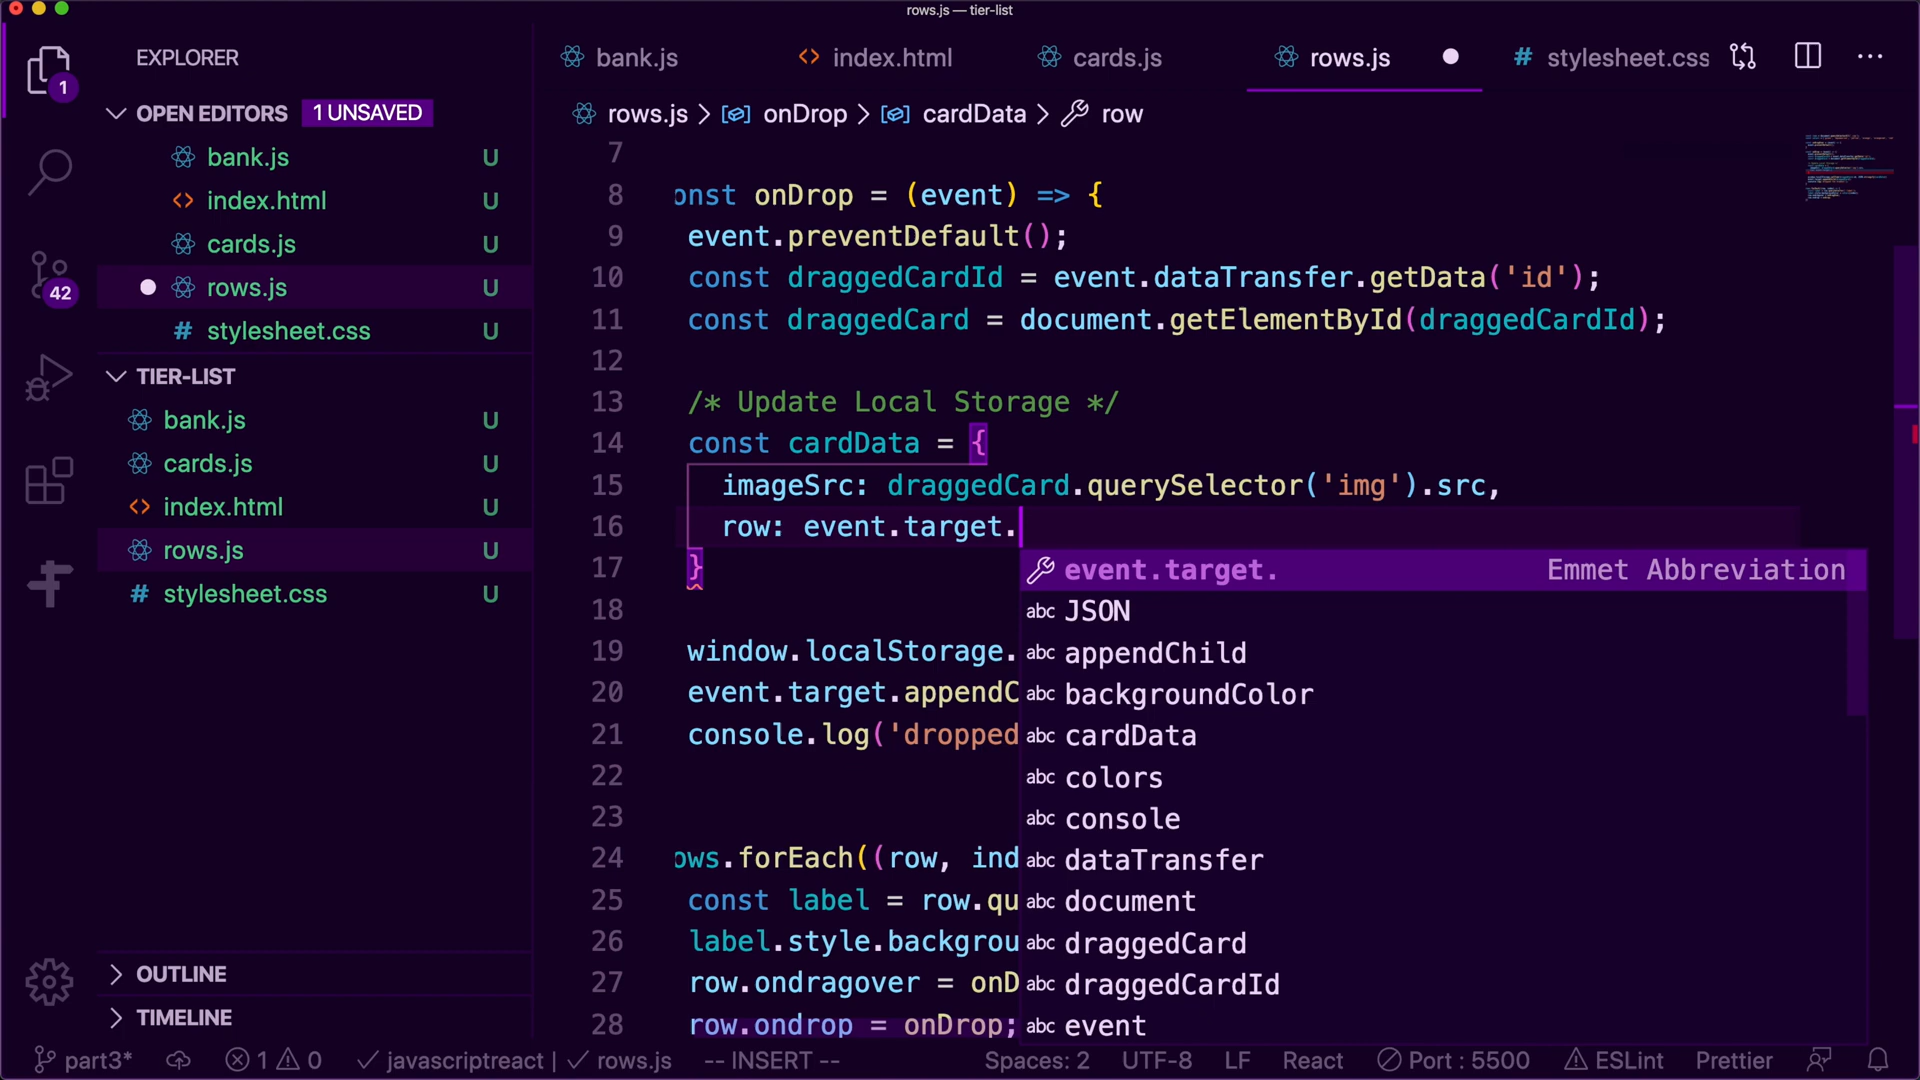 rows.js — tier-list
EXPLORER
bank.js
index.html
cards.js
rows.js
# stylesheet.css
1
OPEN EDITORS 1 UNSAVED
rows.js > onDrop > cardData > row
bank.js U
index.html U
cards.js U
rows.js U
# stylesheet.css U
42
TIER-LIST
bank.js U
cards.js U
index.html U
rows.js U
# stylesheet.css U
OUTLINE
TIMELINE
7
8 onst onDrop = (event) => {
9 event.preventDefault();
10 const draggedCardId = event.dataTransfer.getData('id');
11 const draggedCard = document.getElementById(draggedCardId);
12
13 /* Update Local Storage */
14 const cardData = {
15 imageSrc: draggedCard.querySelector('img').src,
16 row: event.target.
17 }
18
19 window.localStorage.
20 event.target.appendC
21 console.log('dropped
22
23
24 ows.forEach((row, ind
25 const label = row.qu
26 label.style.backgrou
27 row.ondragover = onD
28 row.ondrop = onDrop;
event.target. Emmet Abbreviation
abc JSON
abc appendChild
abc backgroundColor
abc cardData
abc colors
abc console
abc dataTransfer
abc document
abc draggedCard
abc draggedCardId
abc event
part3* 1 0 javascriptreact | rows.js -- INSERT -- Spaces: 2 UTF-8 LF React Port : 5500 ESLint Prettier